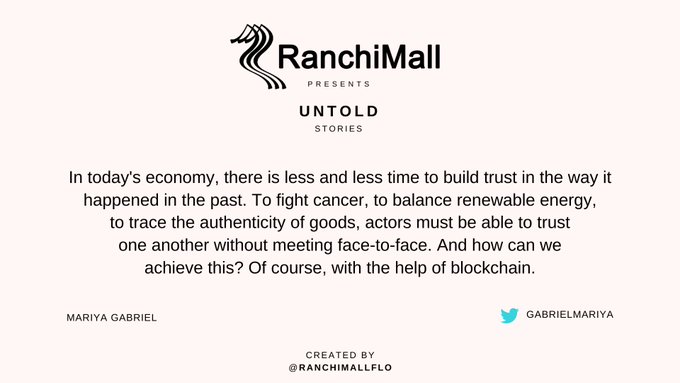 RanchiMall
PRESENTS
UNTOLD
STORIES
In today's economy, there is less and less time to build trust in the way it
happened in the past. To fight cancer, to balance renewable energy,
to trace the authenticity of goods, actors must be able to trust
one another without meeting face-to-face. And how can we
achieve this? Of course, with the help of blockchain.
MARIYA GABRIEL
GABRIELMARIYA
CREATED BY
@RANCHIMALLFLO